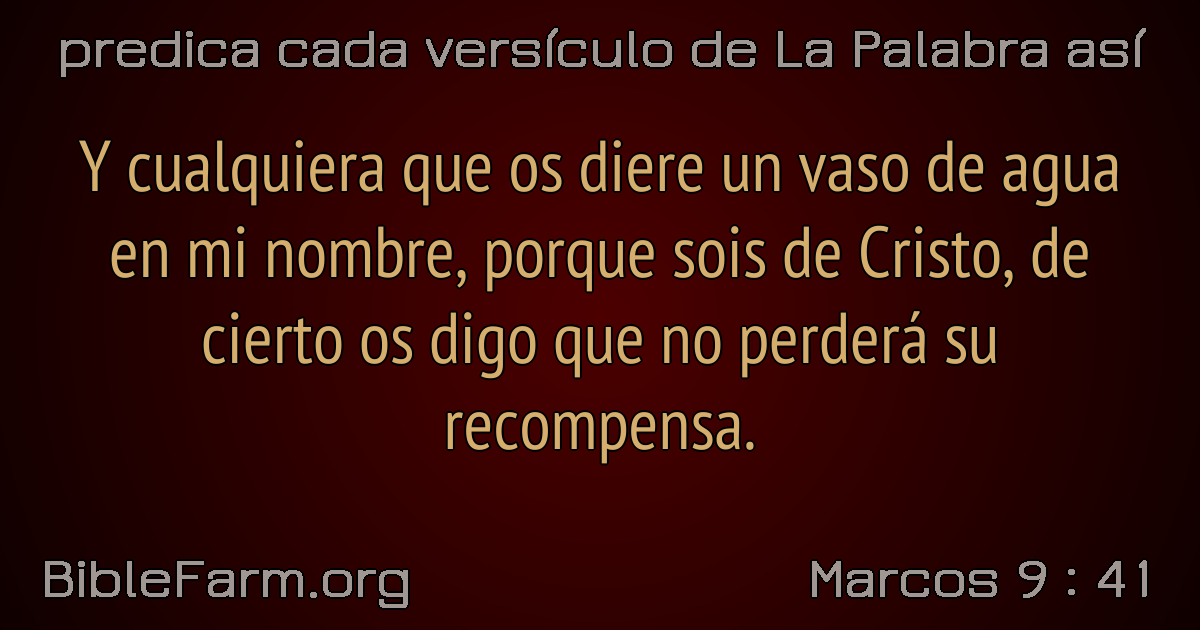 predica cada versículo de La Palabra así
Y cualquiera que os diere un vaso de agua
en mi nombre, porque sois de Cristo, de
cierto os digo que no perderá su
recompensa.
BibleFarm.org
Marcos 9 : 41